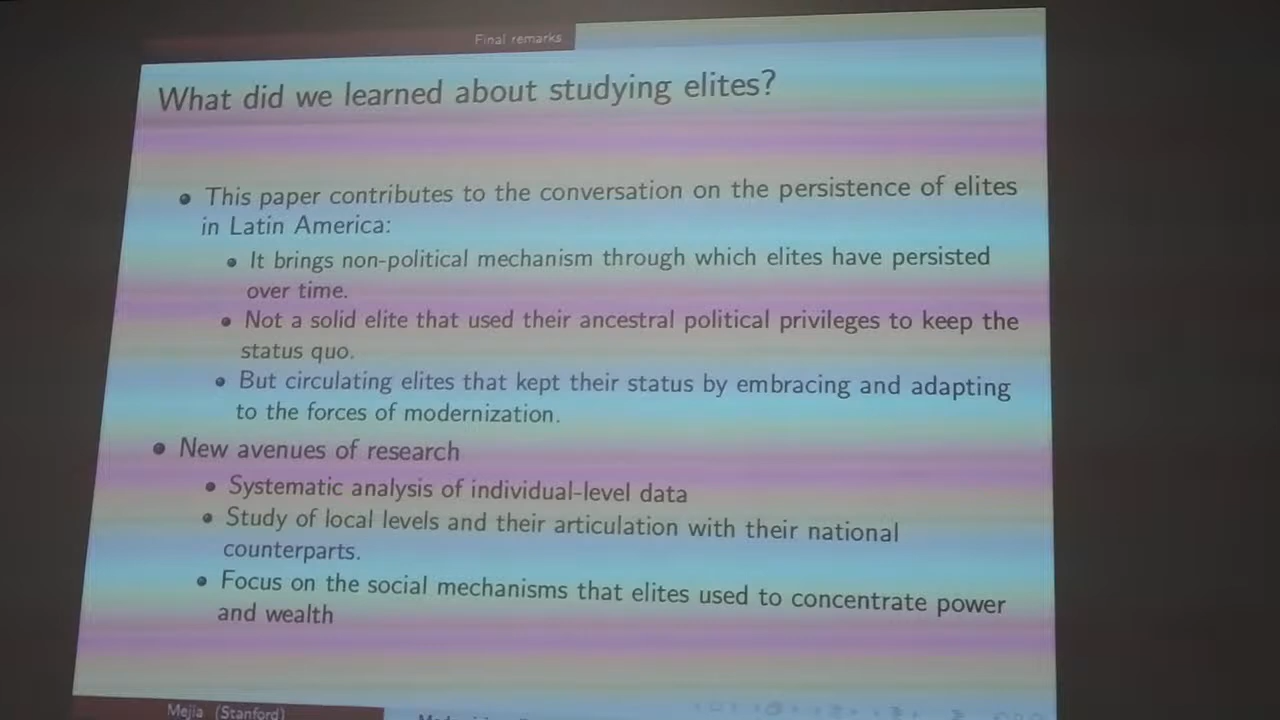 Final remarks
What did we learned about studying elites?
This paper contributes to the conversation on the persistence of elites
in Latin America:
It brings non-political mechanism through which elites have persisted
over time.
Not a solid elite that used their ancestral political privileges to keep the
status quo.
But circulating elites that kept their status by embracing and adapting
to the forces of modernization.
New avenues of research
Systematic analysis of individual-level data
Study of local levels and their articulation with their national
counterparts.
Focus on the social mechanisms that elites used to concentrate power
and wealth
Mejia (Stanford)